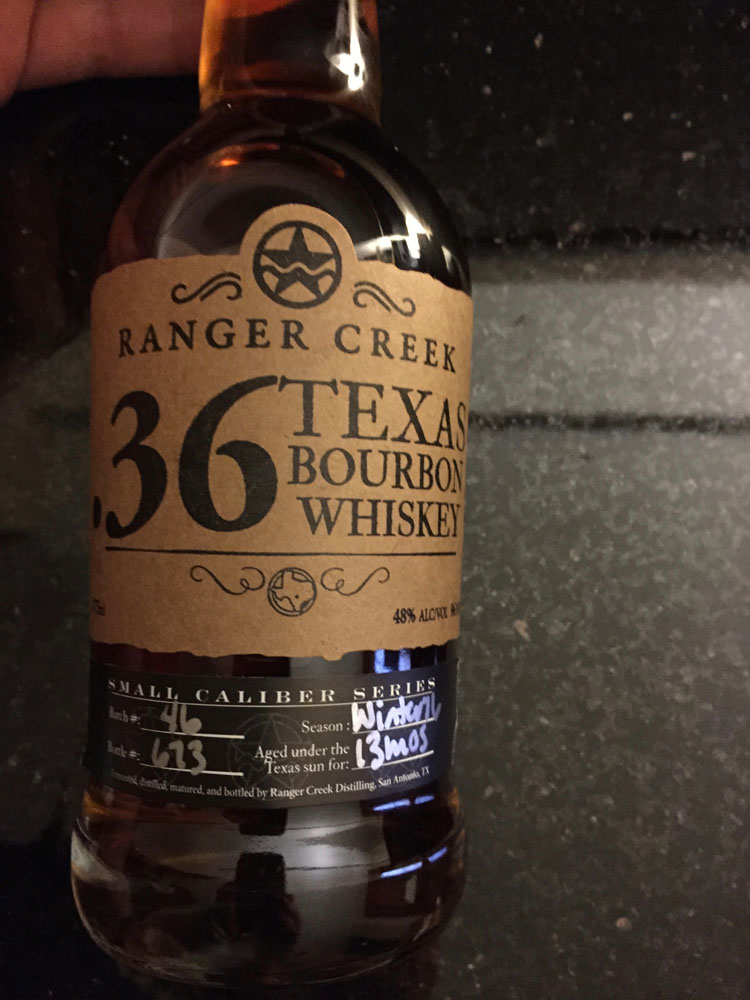 RANGER CREEK
.36 TEXAS
BOURBON
WHISKEY
48% ALC/VOL
SMALL CALIBER SERIES
Batch #: 46 Season: Winter 16
Bottle #: 673 Aged under the Texas sun for: 13mos
fermented, distilled, matured, and bottled by Ranger Creek Distilling, San Antonio, TX